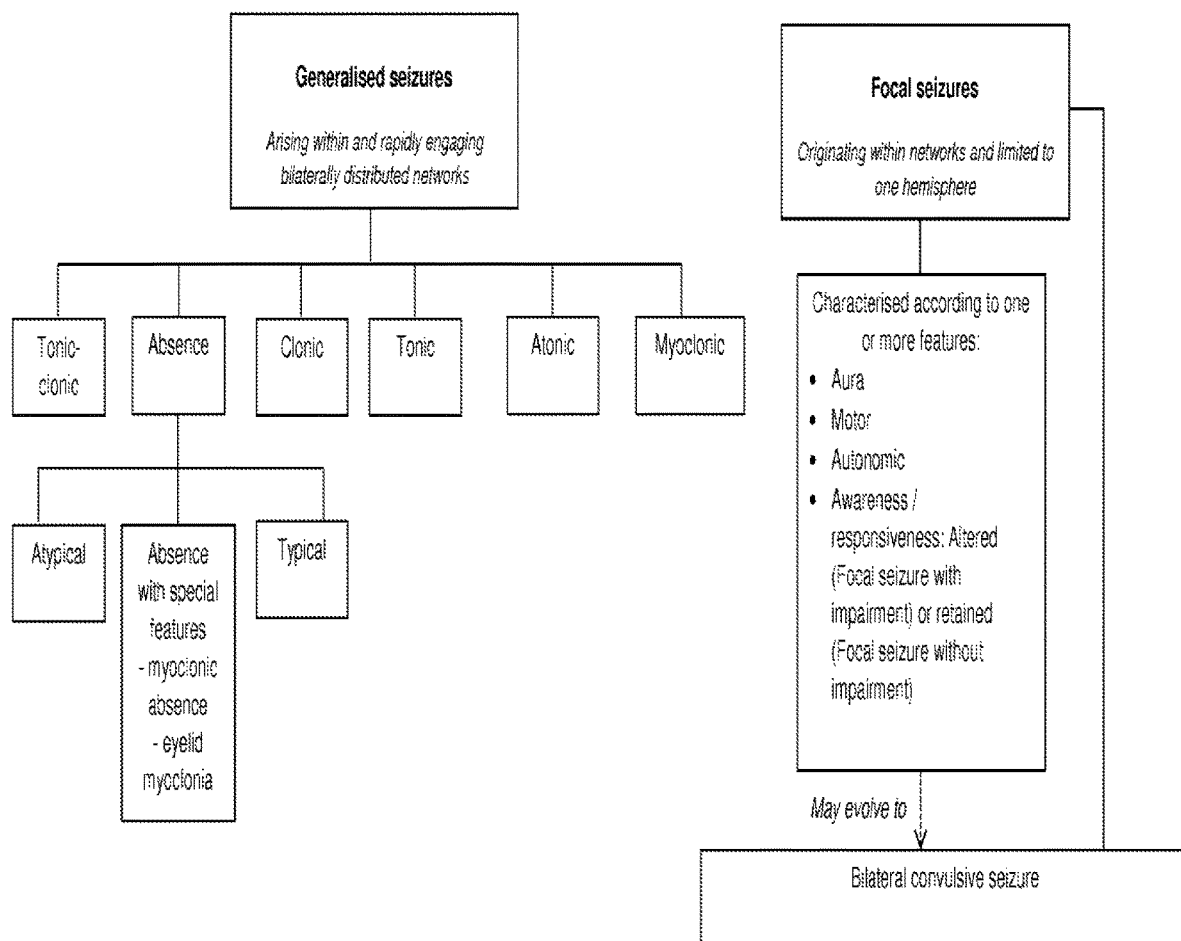 Generalised seizures
Arising within and rapidly engaging
bilaterally distributed networks
Tonic-
clonic
Absence
Clonic
Tonic
Atonic
Myoclonic
Atypical
Absence
with special
features
- myoclonic
absence
- eyelid
myoclonia
Typical
Focal seizures
Originating within networks and limited to
one hemisphere
Characterised according to one
or more features:
• Aura
• Motor
• Autonomic
• Awareness /
responsiveness: Altered
(Focal seizure with
impairment) or retained
(Focal seizure without
impairment)
May evolve to
Bilateral convulsive seizure